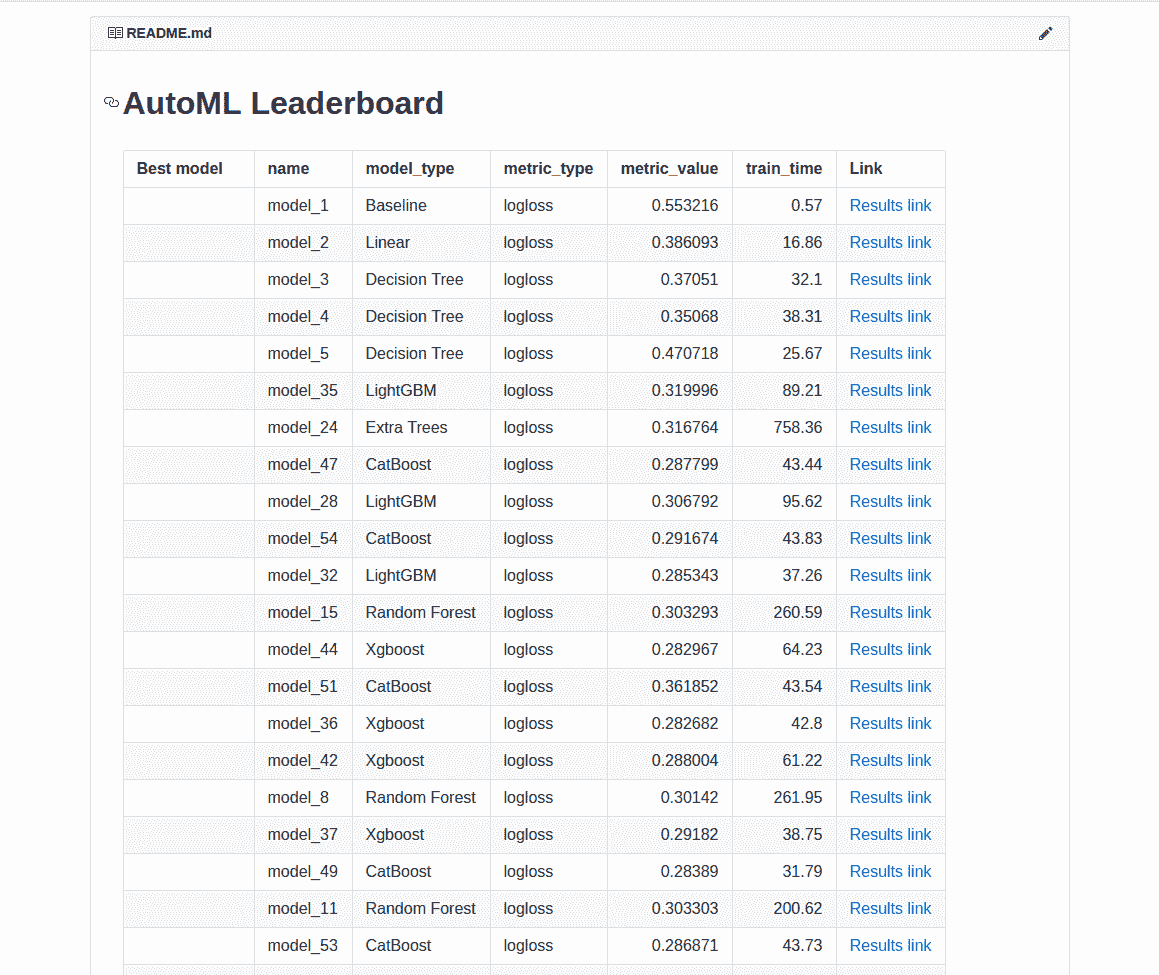 README.md
AutoML Leaderboard
Best model name model_type metric_type metric_value train_time Link
model_1 Baseline logloss 0.553216 0.57 Results link
model_2 Linear logloss 0.386093 16.86 Results link
model_3 Decision Tree logloss 0.37051 32.1 Results link
model_4 Decision Tree logloss 0.35068 38.31 Results link
model_5 Decision Tree logloss 0.470718 25.67 Results link
model_35 LightGBM logloss 0.319996 89.21 Results link
model_24 Extra Trees logloss 0.316764 758.36 Results link
model_47 CatBoost logloss 0.287799 43.44 Results link
model_28 LightGBM logloss 0.306792 95.62 Results link
model_54 CatBoost logloss 0.291674 43.83 Results link
model_32 LightGBM logloss 0.285343 37.26 Results link
model_15 Random Forest logloss 0.303293 260.59 Results link
model_44 Xgboost logloss 0.282967 64.23 Results link
model_51 CatBoost logloss 0.361852 43.54 Results link
model_36 Xgboost logloss 0.282682 42.8 Results link
model_42 Xgboost logloss 0.288004 61.22 Results link
model_8 Random Forest logloss 0.30142 261.95 Results link
model_37 Xgboost logloss 0.29182 38.75 Results link
model_49 CatBoost logloss 0.28389 31.79 Results link
model_11 Random Forest logloss 0.303303 200.62 Results link
model_53 CatBoost logloss 0.286871 43.73 Results link